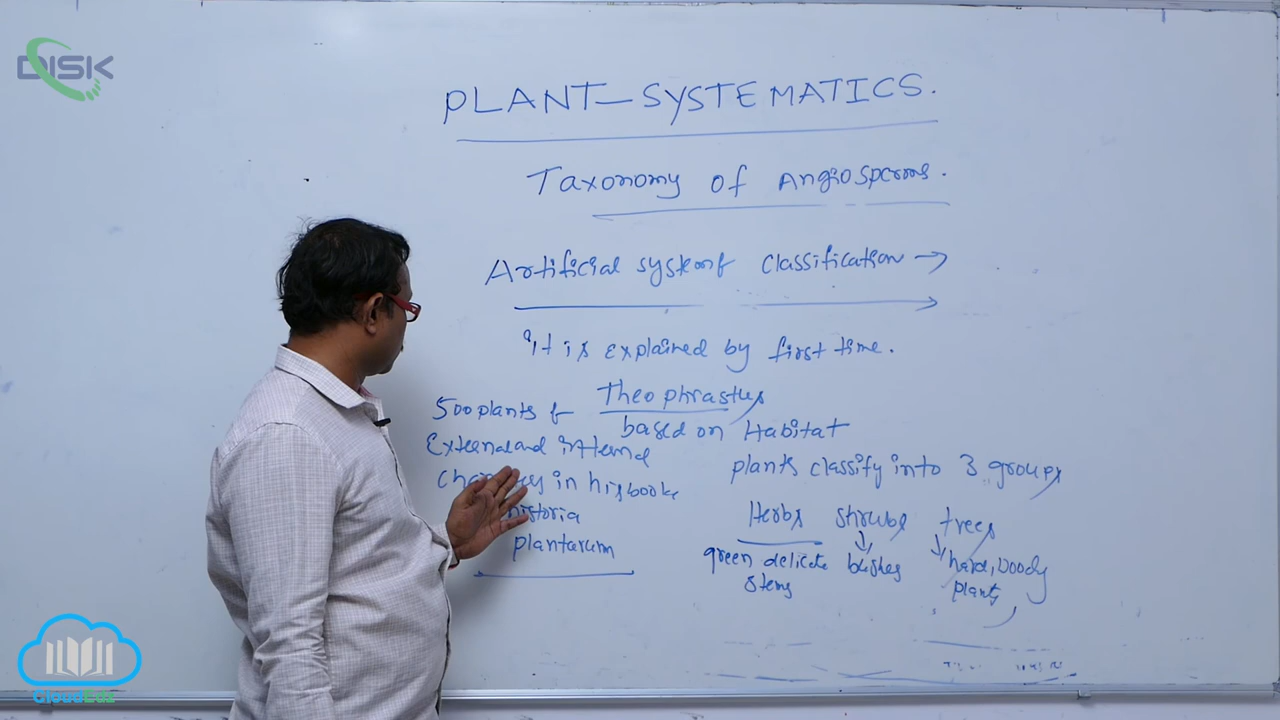 DISK
PLANT-SYSTEMATICS.
Taxonomy of Angiosperms.
Artificial system of classification →
It is explained by first time.
Theophrastus
based on Habitat
500 plants &
External and internal
in his book
historia
plantarum
plants classify into 3 groups
Herbs shrubs trees
green delicate stems
bushes
hard, woody plants
CloudEdz